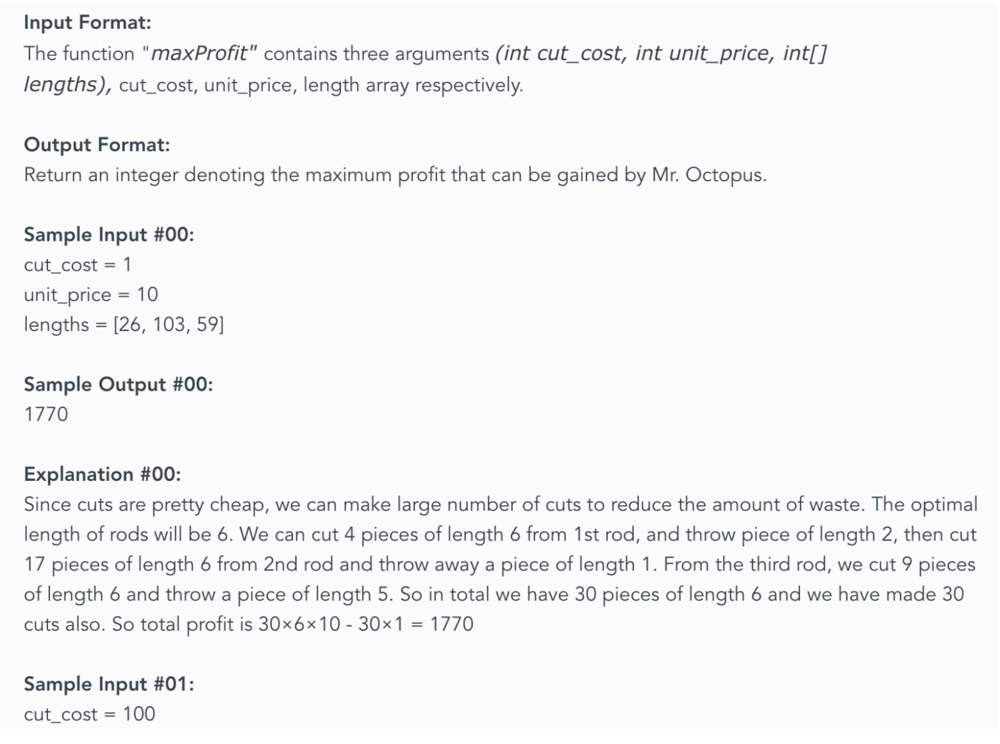 Input Format:
The function "maxProfit" contains three arguments (int cut_cost, int unit_price, int[]
lengths), cut_cost, unit_price, length array respectively.
Output Format:
Return an integer denoting the maximum profit that can be gained by Mr. Octopus.
Sample Input #00:
cut_cost = 1
unit_price = 10
lengths = [26, 103, 59]
Sample Output #00:
1770
Explanation #00:
Since cuts are pretty cheap, we can make large number of cuts to reduce the amount of waste. The optimal
length of rods will be 6. We can cut 4 pieces of length 6 from 1st rod, and throw piece of length 2, then cut
17 pieces of length 6 from 2nd rod and throw away a piece of length 1. From the third rod, we cut 9 pieces
of length 6 and throw a piece of length 5. So in total we have 30 pieces of length 6 and we have made 30
cuts also. So total profit is 30×6×10 - 30×1 = 1770
Sample Input #01:
cut_cost = 100